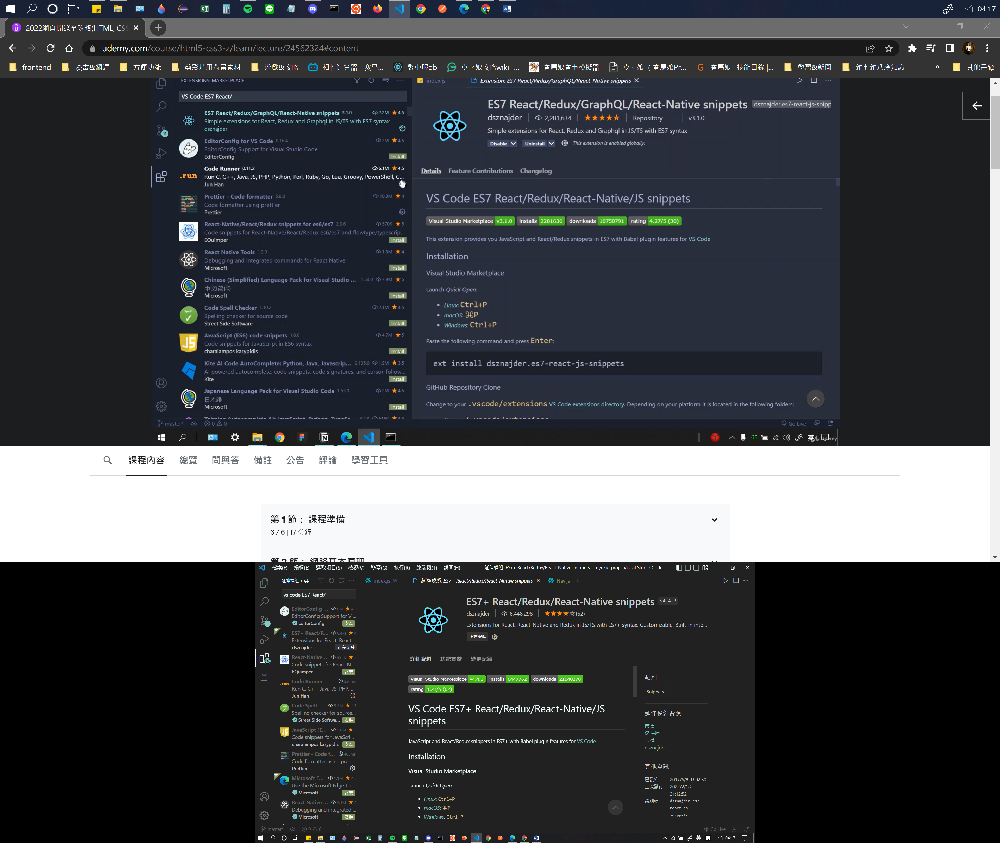 下午 04:17
2022網頁開發全攻略(HTML, CSS
udemy.com/course/html5-css3-z/learn/lecture/24562324#content
frontend
漫畫&翻譯
方便功能
剪影片用背景素材
遊戲&攻略
相性计算器 - 赛马...
繁中服db
ウマ娘攻略wiki -...
賽馬娘賽事模擬器
ウマ娘（賽馬娘Pr...
賽馬娘 | 技能目錄 |...
學習&新聞
雜七雜八冷知識
»
其他書籤
EXTENSIONS: MARKETPLACE
VS Code ES7 React/
11
ES7 React/Redux/GraphQL/React-Native snippets 3.1.0 2.2M 4.5
Simple extensions for React, Redux and Graphql in JS/TS with ES7 syntax
dsznajder
EditorConfig for VS Code 0.16.4 3M 4.5
EditorConfig Support for Visual Studio Code
EditorConfig Install
Code Runner 0.11.2 6.1M 4.5
Run C, C++, Java, JS, PHP, Python, Perl, Ruby, Go, Lua, Groovy, PowerShell, C...
Jun Han
Prettier - Code formatter 5.8.0 10.3M 4
Code formatter using prettier
Prettier
React-Native/React/Redux snippets for es6/es7 2.0.6 570K 5
Code snippets for React-Native/React/Redux es6/es7 and flowtype/typescrip...
EQuimper Install
React Native Tools 1.3.0 1.8M 4
Debugging and integrated commands for React Native
Microsoft Install
Chinese (Simplified) Language Pack for Visual Studio ... 1.53.0 7.9M 5
中文(简体)
Microsoft Install
Code Spell Checker 1.10.2 2.1M 4.5
Spelling checker for source code
Street Side Software Install
JavaScript (ES6) code snippets 1.8.0 4.7M 5
Code snippets for JavaScript in ES6 syntax
charalampos karypidis Install
Kite AI Code AutoComplete: Python, Java, Javascrip... 0.135.0 1.9M 3.5
AI powered autocomplete, code snippets, code signatures, and cursor-follow...
Kite Install
Japanese Language Pack for Visual Studio Code 1.53.0 2M 4.5
日本語
Microsoft Install
master* 0 0
index.js
Extension: ES7 React/Redux/GraphQL/React-Native snippets
ES7 React/Redux/GraphQL/React-Native snippets dsznajder.es7-react-js-snipp
dsznajder 2,281,634 Repository v3.1.0
Simple extensions for React, Redux and Graphql in JS/TS with ES7 syntax
Disable Uninstall This extension is enabled globally.
Details Feature Contributions Changelog
VS Code ES7 React/Redux/React-Native/JS snippets
Visual Studio Marketplace v3.1.0 installs 2281636 downloads 10750791 rating 4.27/5 (30)
This extension provides you JavaScript and React/Redux snippets in ES7 with Babel plugin features for VS Code
Installation
Visual Studio Marketplace
Launch Quick Open:
• Linux: Ctrl+P
• macOS: ⌘P
• Windows: Ctrl+P
Paste the following command and press Enter:
ext install dsznajder.es7-react-js-snippets
GitHub Repository Clone
Change to your .vscode/extensions VS Code extensions directory. Depending on your platform it is located in the following folders:
Go Live
65 英
Udemy
課程內容 總覽 問與答 備註 公告 評論 學習工具
第 1 節： 課程準備
6 / 6 | 17 分鐘
第 2 節： 網路基本原理
檔案(F) 編輯(E) 選取項目(S) 檢視(V) 移至(G) 執行(R) 終端機(T) 說明(H)
延伸模組: ES7+ React/Redux/React-Native snippets - myreactproj - Visual Studio Code
延伸模組: 市集
vs code ES7 React/
9
EditorConfig ... 6M 4.5
EditorConfig Support for Vi...
EditorConfig 安裝
ES7+ React/R... 6.4M 4
Extensions for React, React...
dsznajder 正在安裝
React-Native... 995K 5
Code snippets for React-N...
EQuimper 安裝
Code Runner 556ms
Run C, C++, Java, JS, PHP, ...
Jun Han
Code Spell ... 5.4M 4.5
Spelling checker for source...
Street Side Softwa... 安裝
JavaScript (E... 9.8M 5
Code snippets for JavaScri...
charalampos karypidis 安裝
Prettier - Code f... 405ms
Code formatter using prett...
Prettier
Microsoft E... 1.1M 4.5
Use the Microsoft Edge To...
Microsoft 安裝
React Native ... 3.1M 4
Debugging and integrated ...
Microsoft 安裝
master* 0 0
index.js M
延伸模組: ES7+ React/Redux/React-Native snippets
Nav.js U
ES7+ React/Redux/React-Native snippets v4.4.3
dsznajder 6,448,298 (62)
Extensions for React, React-Native and Redux in JS/TS with ES7+ syntax. Customizable. Built-in inte...
正在安裝
詳細資料 功能貢獻 變更記錄
Visual Studio Marketplace v4.4.3 installs 6447762 downloads 21640270
rating 4.21/5 (62)
VS Code ES7+ React/Redux/React-Native/JS
snippets
JavaScript and React/Redux snippets in ES7+ with Babel plugin features for VS Code
Installation
Visual Studio Marketplace
Launch Quick Open:
• Linux: Ctrl+P
• macOS: ⌘P
• Windows: Ctrl+P
類別
Snippets
延伸模組資源
市集
儲存庫
授權
dsznajder
其他資訊
已發佈 2017/6/8 03:02:50
上次發行 2022/2/18
21:12:52
識別碼 dsznajder.es7-
react-js-
snippets
Go Live
英 下午 04:17